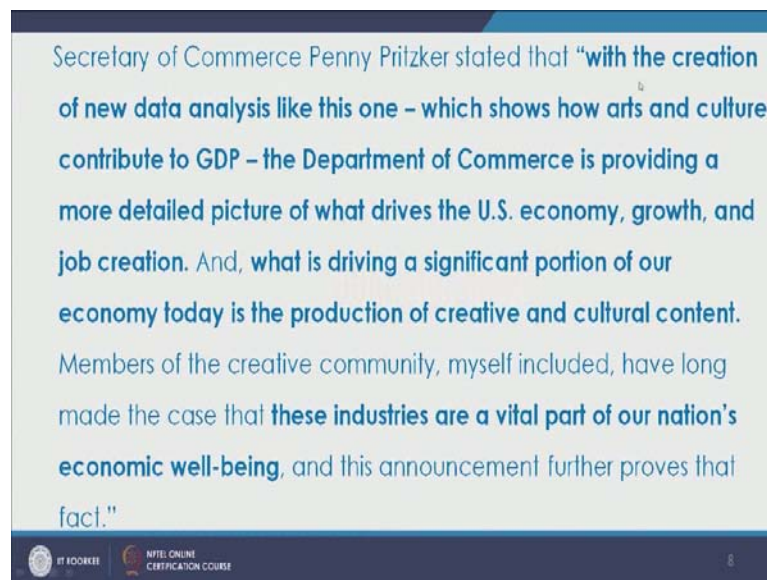 Secretary of Commerce Penny Pritzker stated that “with the creation
of new data analysis like this one – which shows how arts and culture
contribute to GDP – the Department of Commerce is providing a
more detailed picture of what drives the U.S. economy, growth, and
job creation. And, what is driving a significant portion of our
economy today is the production of creative and cultural content.
Members of the creative community, myself included, have long
made the case that these industries are a vital part of our nation’s
economic well-being, and this announcement further proves that
fact.”
IIT ROORKEE
NPTEL ONLINE
CERTIFICATION COURSE
8